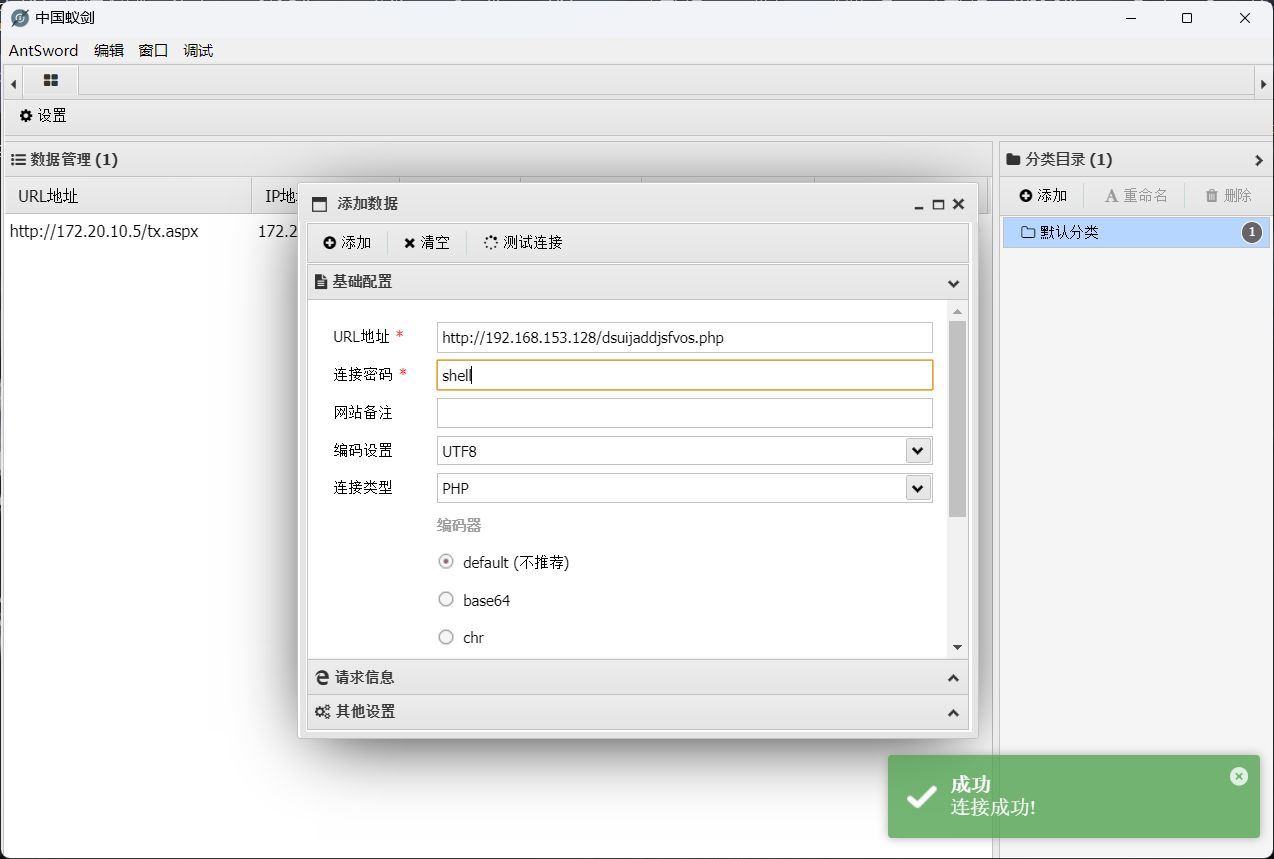 中国蚁剑
AntSword 编辑 窗口 调试
设置
数据管理 (1)
URL地址 IP地
http://172.20.10.5/tx.aspx 172.2
添加数据
添加 清空 测试连接
基础配置
URL地址 * http://192.168.153.128/dsuijaddjsfvos.php
连接密码 * shell
网站备注
编码设置 UTF8
连接类型 PHP
编码器
default (不推荐)
base64
chr
请求信息
其他设置
分类目录 (1)
添加 重命名 删除
默认分类 1
成功
连接成功!